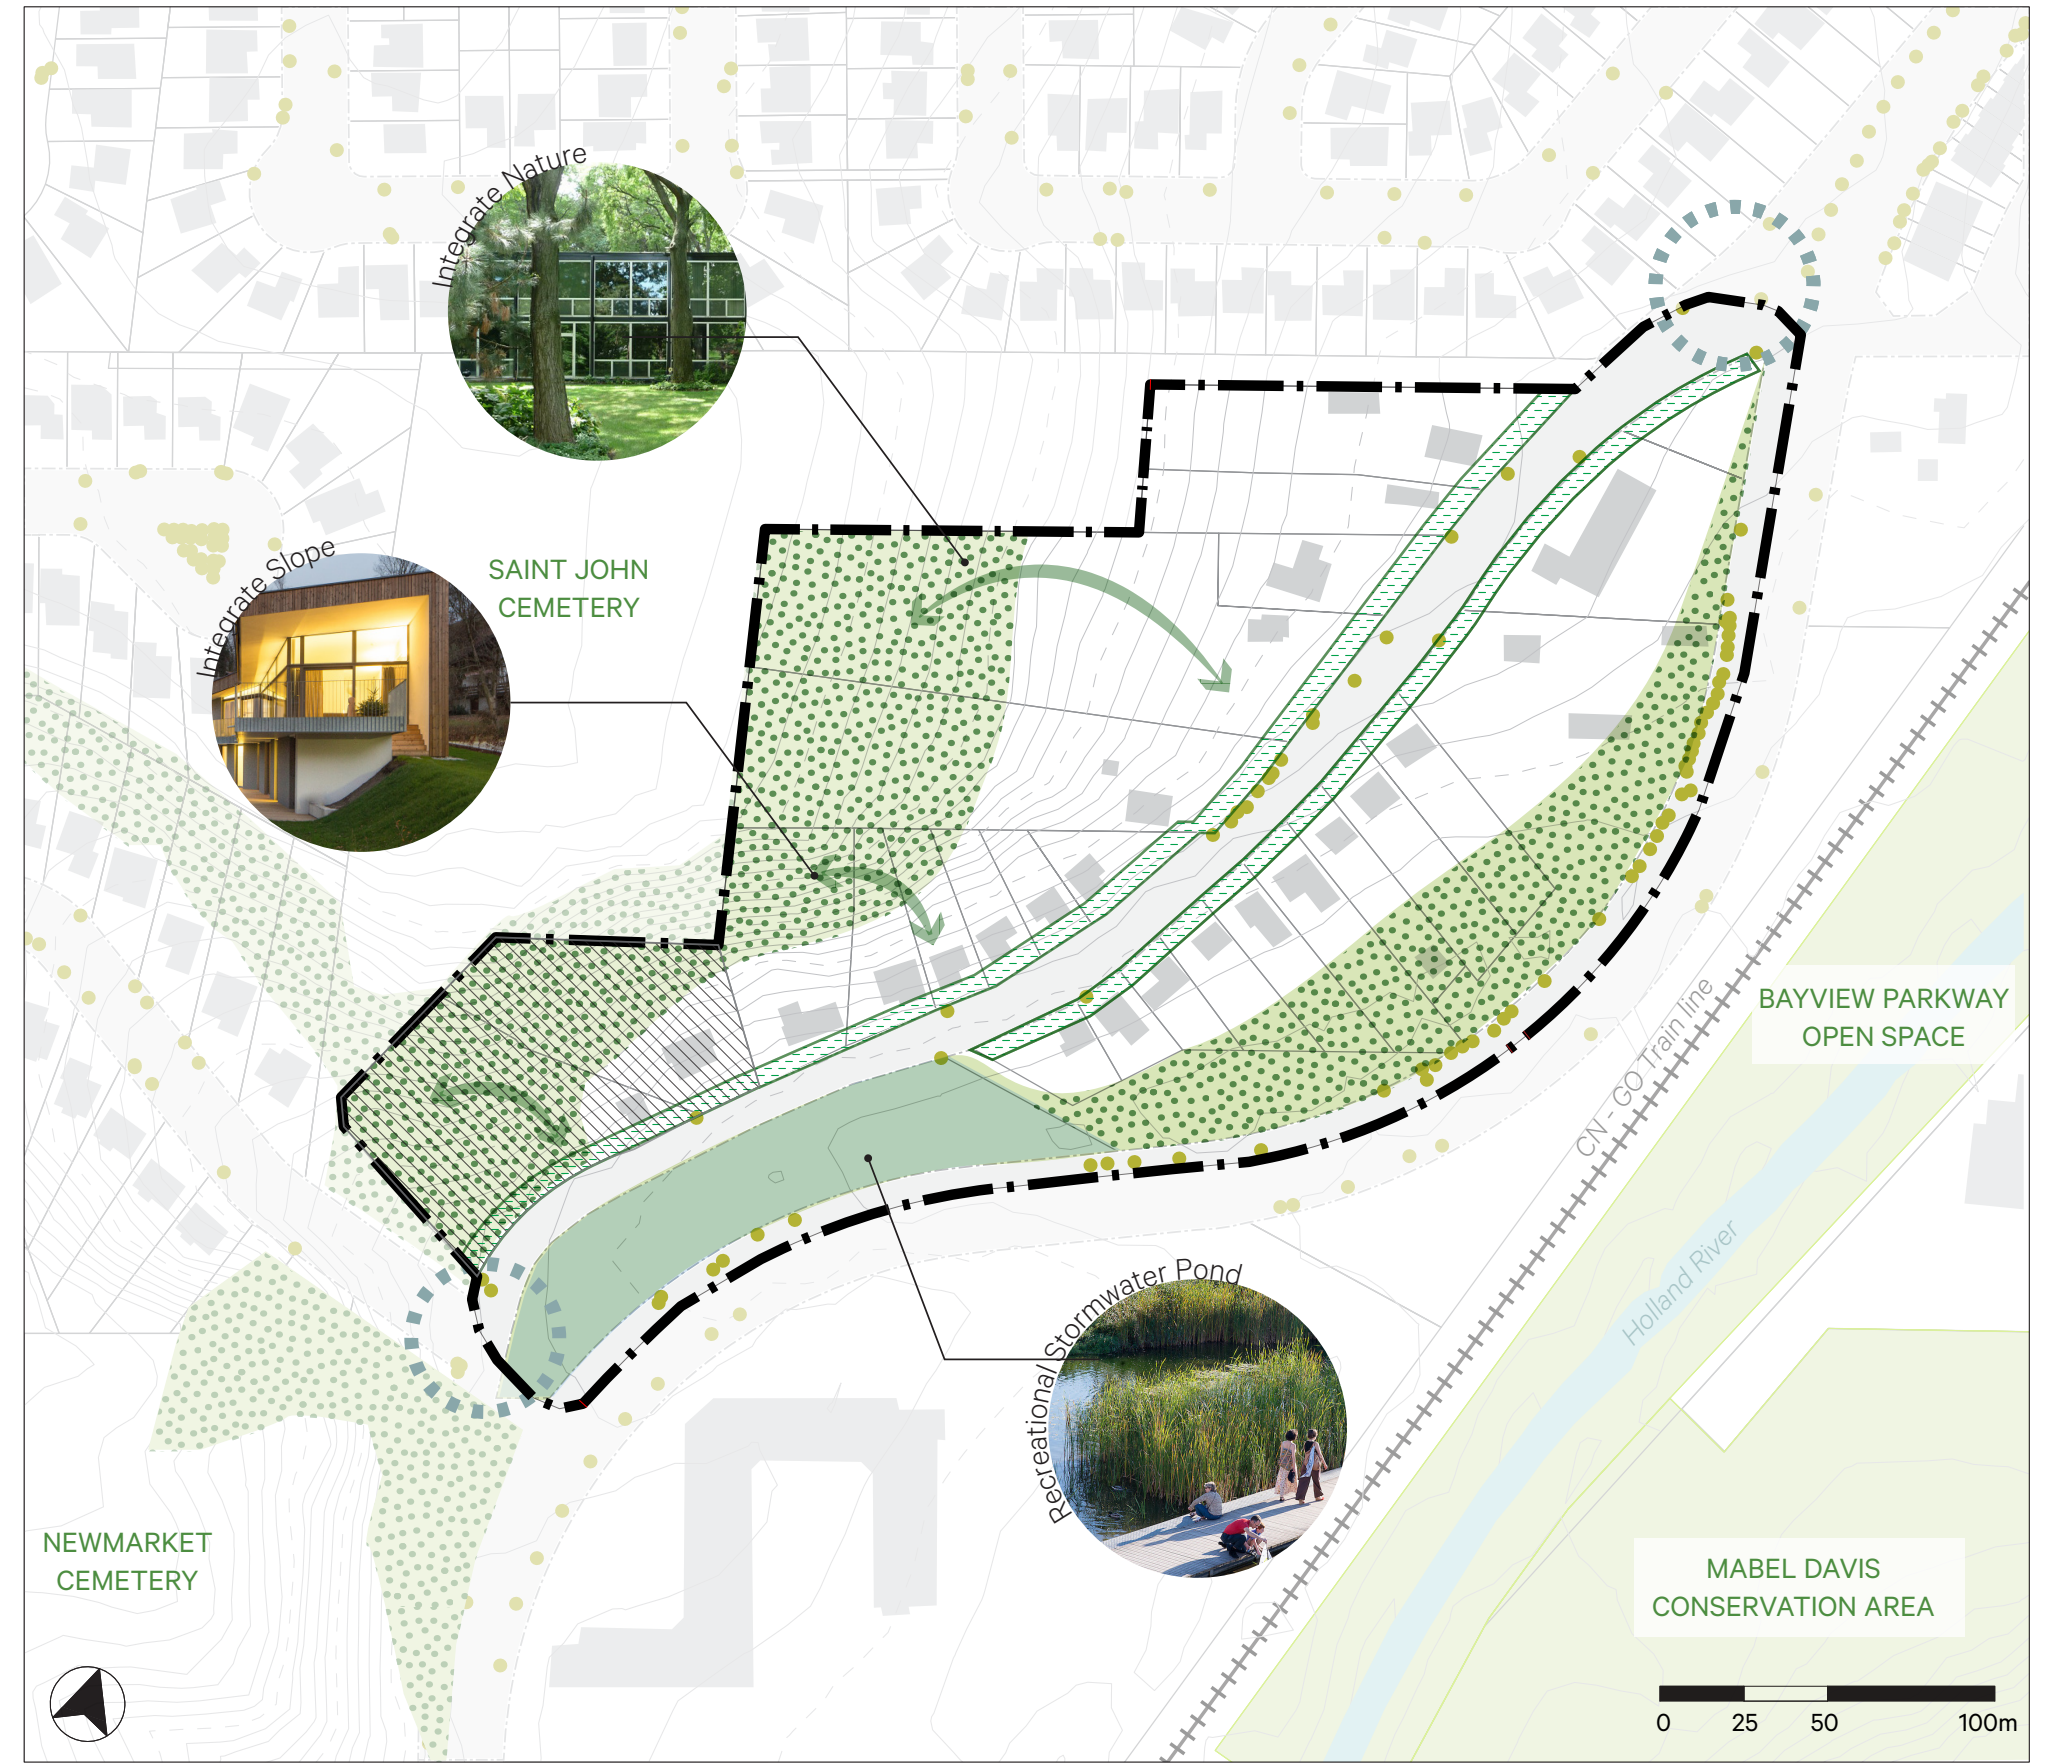 Integrate Nature
Integrate Slope
SAINT JOHN
CEMETERY
BAYVIEW PARKWAY
OPEN SPACE
CN - GO Train line
Holland River
Recreational Stormwater Pond
NEWMARKET
CEMETERY
MABEL DAVIS
CONSERVATION AREA
0 25 50 100m